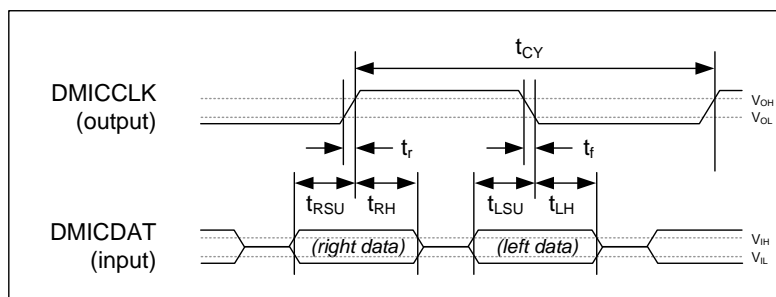 tCY
DMICCLK
(output)
VOH
VOL
tr
tf
tRSU
tRH
tLSU
tLH
DMICDAT
(input)
(right data)
(left data)
VIH
VIL